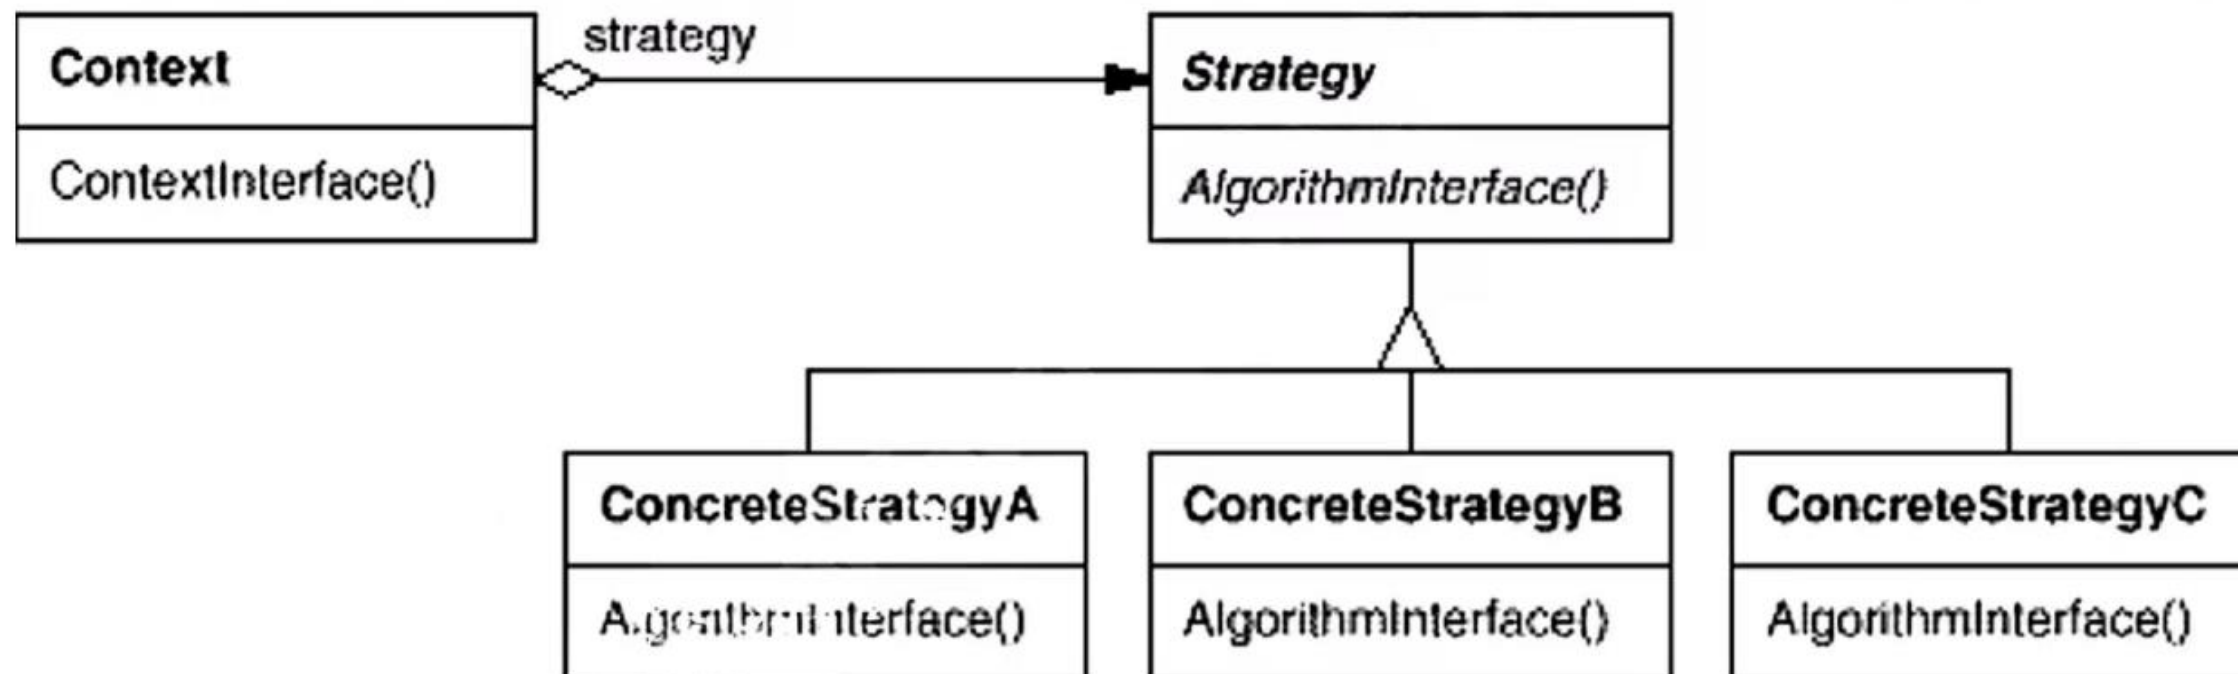 strategy
Context
Strategy
ContextInterface()
AlgorithmInterface()
ConcreteStrategyA
ConcreteStrategyB
ConcreteStrategyC
AlgorithmInterface()
AlgorithmInterface()
AlgorithmInterface()